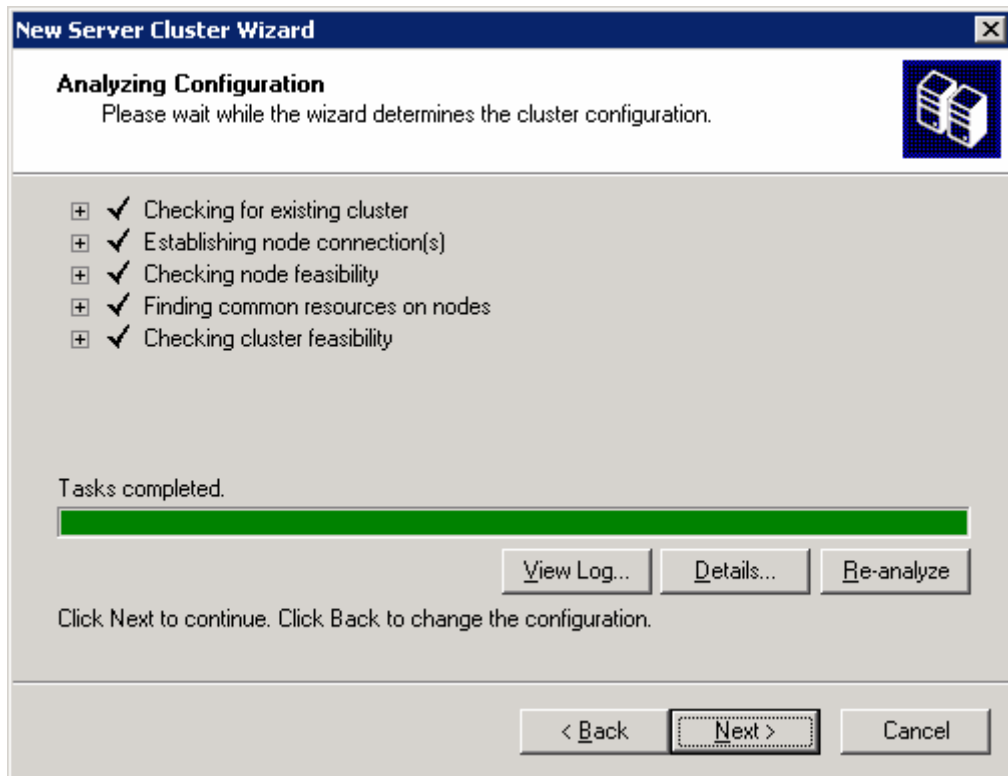 New Server Cluster Wizard
Analyzing Configuration
Please wait while the wizard determines the cluster configuration.
Checking for existing cluster
Establishing node connection(s)
Checking node feasibility
Finding common resources on nodes
Checking cluster feasibility
Tasks completed.
View Log... Details... Re-analyze
Click Next to continue. Click Back to change the configuration.
< Back Next > Cancel